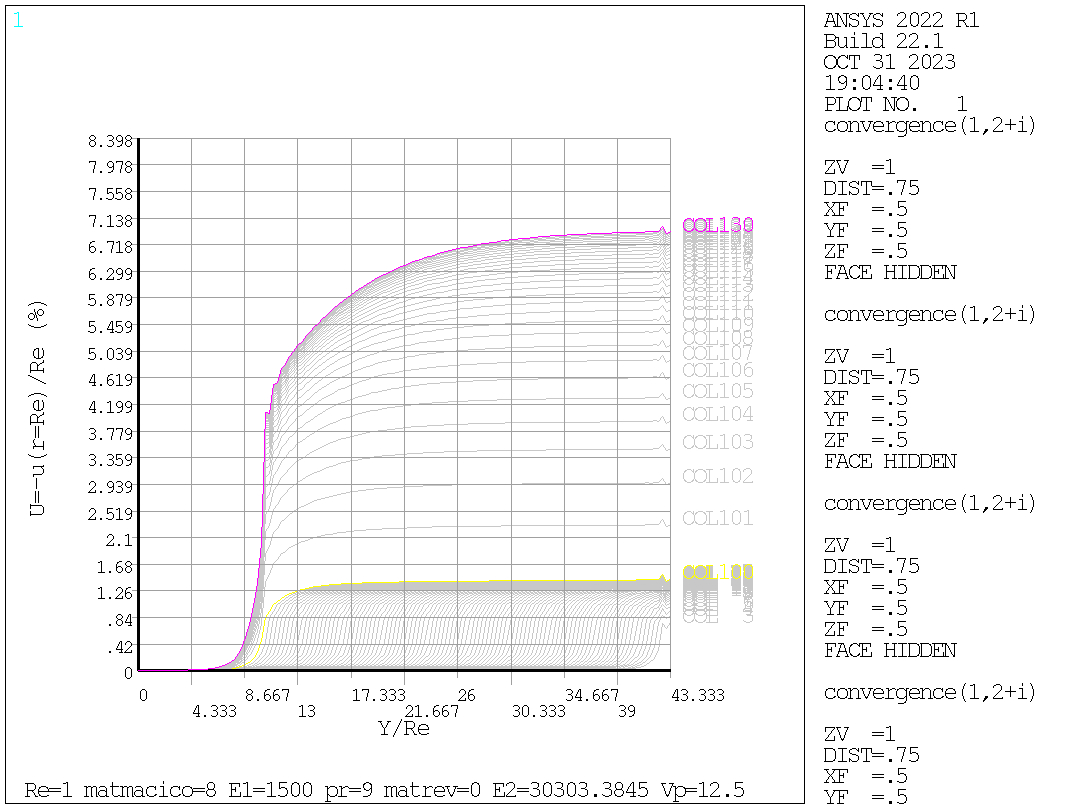 1
ANSYS 2022 R1
Build 22.1
OCT 31 2023
19:04:40
PLOT NO. 1
convergence(1,2+i)
ZV =1
DIST=.75
XF =.5
YF =.5
ZF =.5
FACE HIDDEN
convergence(1,2+i)
ZV =1
DIST=.75
XF =.5
YF =.5
ZF =.5
FACE HIDDEN
convergence(1,2+i)
ZV =1
DIST=.75
XF =.5
YF =.5
ZF =.5
FACE HIDDEN
convergence(1,2+i)
ZV =1
DIST=.75
XF =.5
YF =.5
U=-u(r=Re)/Re (%)
8.398
7.978
7.558
7.138
6.718
6.299
5.879
5.459
5.039
4.619
4.199
3.779
3.359
2.939
2.519
2.1
1.68
1.26
.84
.42
0
COL130
COL107
COL106
COL105
COL104
COL103
COL102
COL101
COL100
0 8.667 17.333 26 34.667 43.333
4.333 13 21.667 30.333 39
Y/Re
Re=1 matmacico=8 E1=1500 pr=9 matrev=0 E2=30303.3845 Vp=12.5